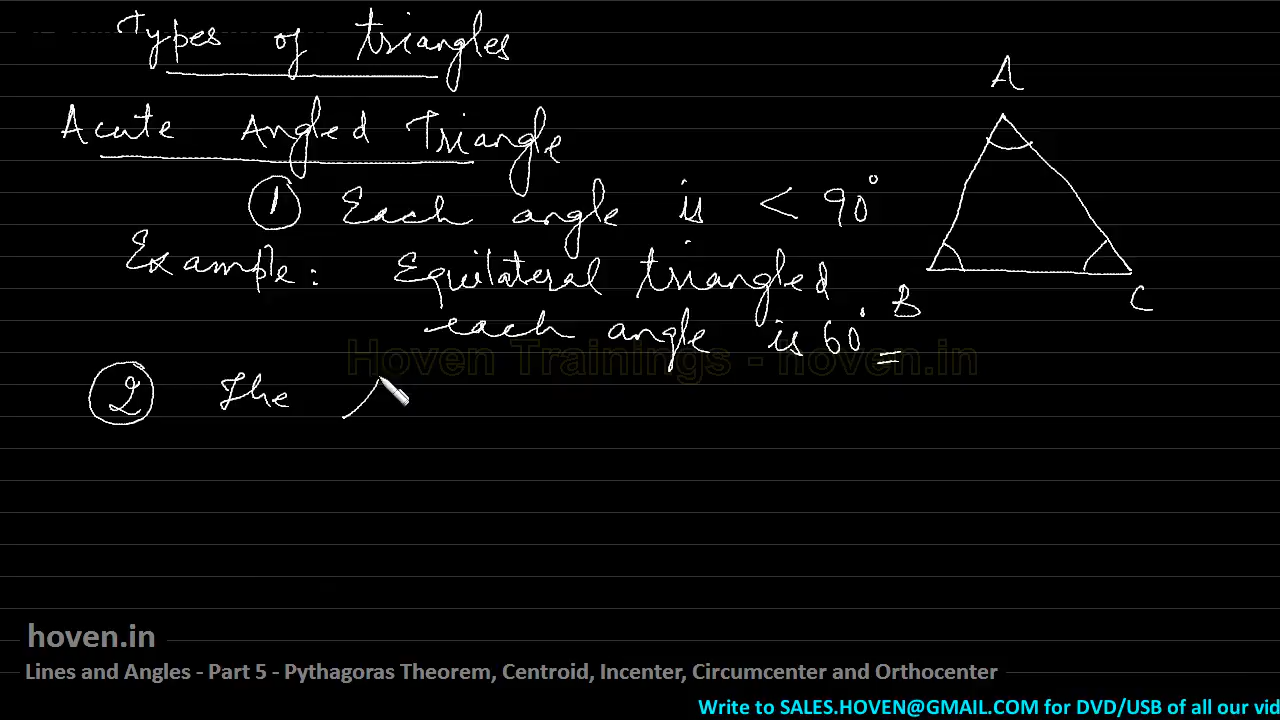 Types of triangles
Acute Angled Triangle
A
① Each angle is < 90°
Example: Equilateral triangled
B
C
each angle is 60°
Hoven Trainings - hoven.in
② The
hoven.in
Lines and Angles - Part 5 - Pythagoras Theorem, Centroid, Incenter, Circumcenter and Orthocenter
Write to SALES.HOVEN@GMAIL.COM for DVD/USB of all our vid